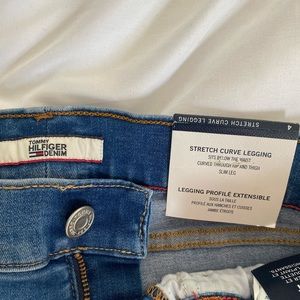 TOMMY
HILFIGER
DENIM
4 STRETCH CURVE LEGGING
STRETCH CURVE LEGGING
SITS BELOW THE WAIST
CURVED THROUGH HIP AND THIGH
SLIM LEG
LEGGING PROFILÉ EXTENSIBLE
SOUS LA TAILLE
PROFILÉ AUX HANCHES ET CUISSES
JAMBE ÉTROITE